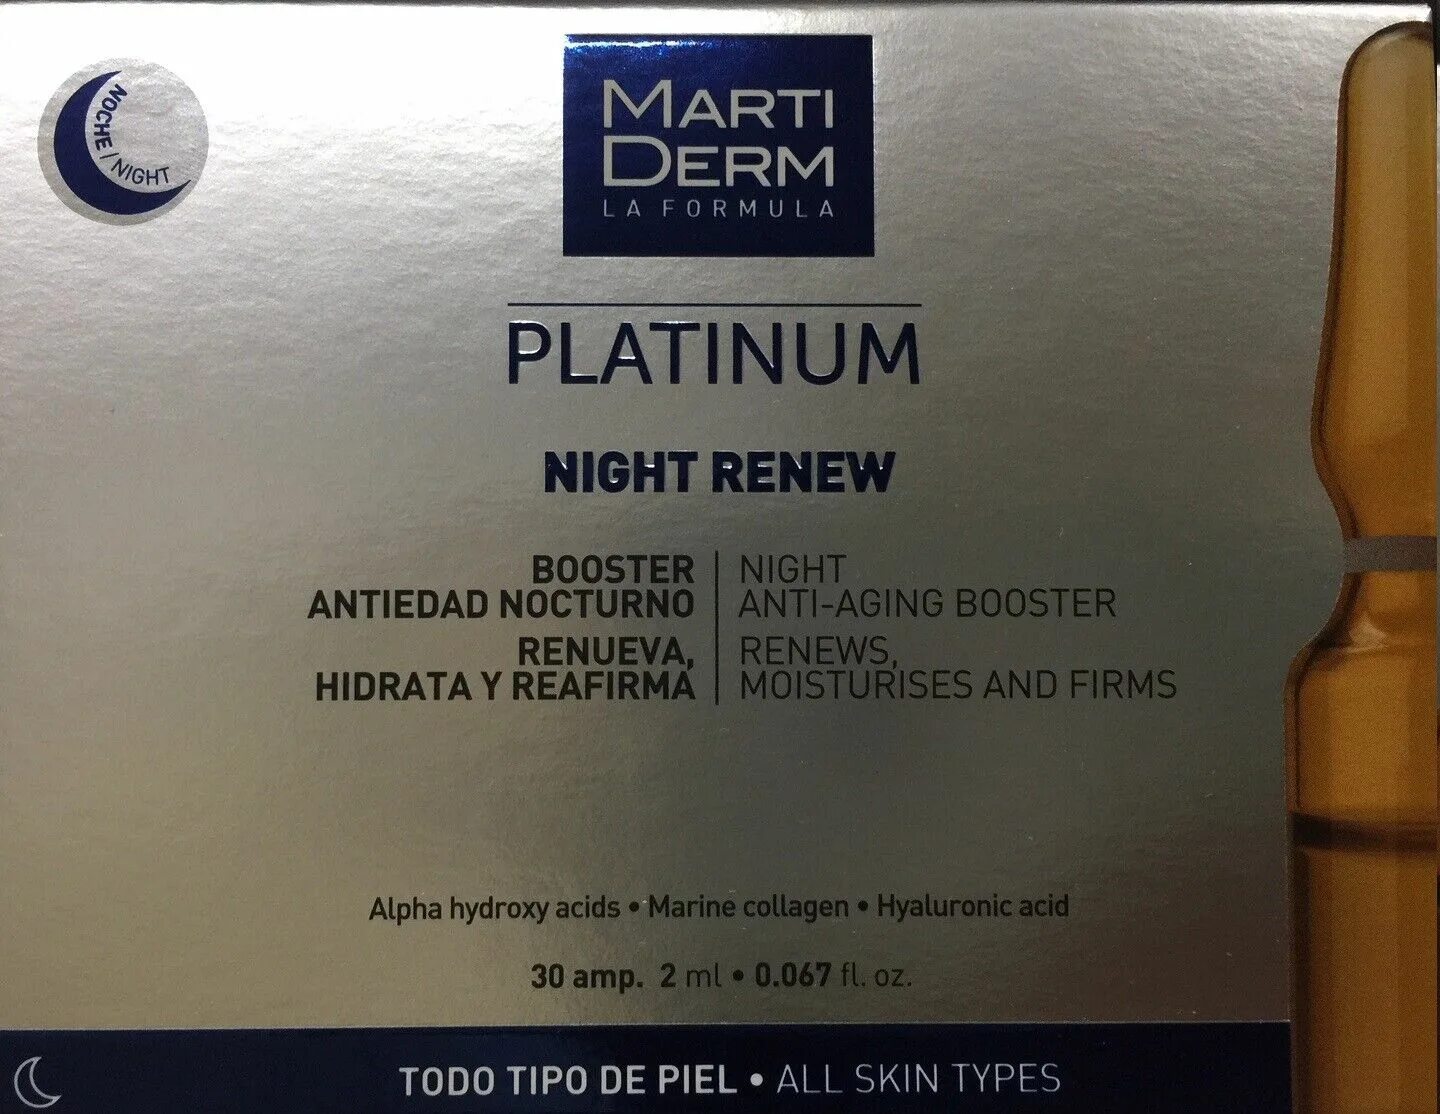 NOCHE / NIGHT
MARTI
DERM
LA FORMULA
PLATINUM
NIGHT RENEW
BOOSTER
ANTIEDAD NOCTURNO
RENUEVA,
HIDRATA Y REAFIRMA
NIGHT
ANTI-AGING BOOSTER
RENEWS,
MOISTURISES AND FIRMS
Alpha hydroxy acids • Marine collagen • Hyaluronic acid
30 amp. 2 ml • 0.067 fl. oz.
TODO TIPO DE PIEL • ALL SKIN TYPES